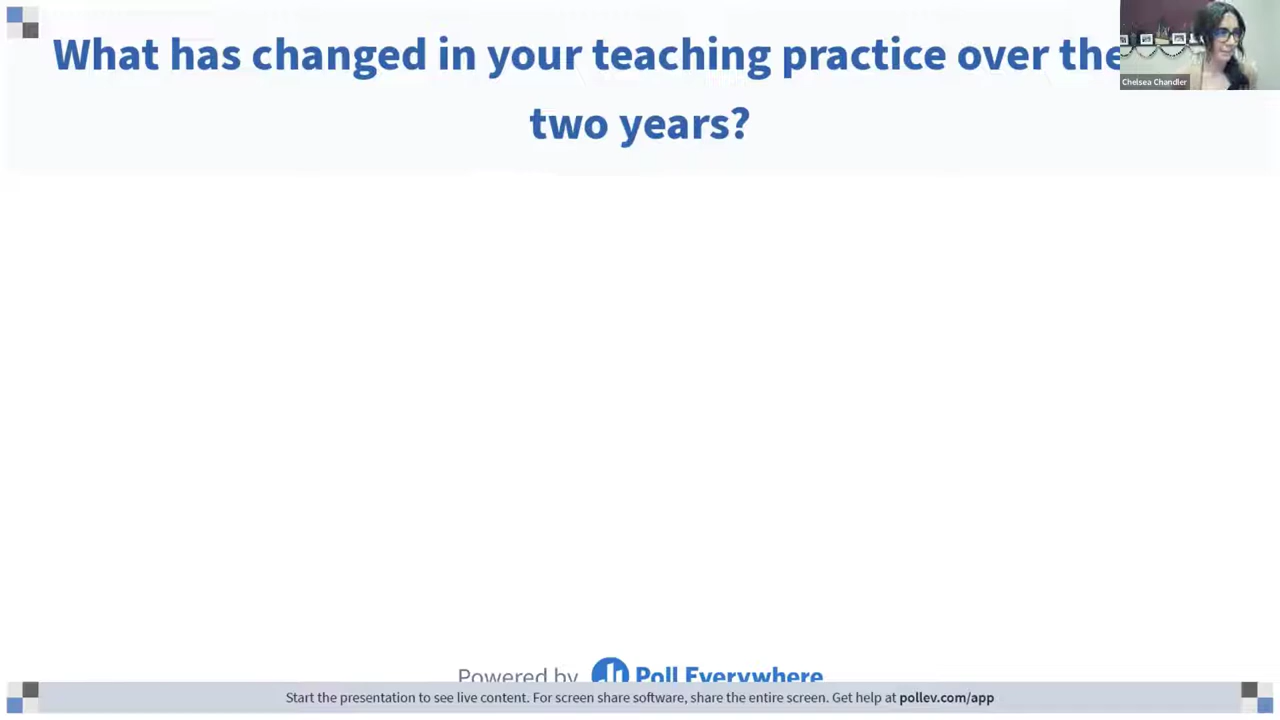 What has changed in your teaching practice over the
two years?
Chelsea Chandler
Powered by Poll Everywhere
Start the presentation to see live content. For screen share software, share the entire screen. Get help at pollev.com/app